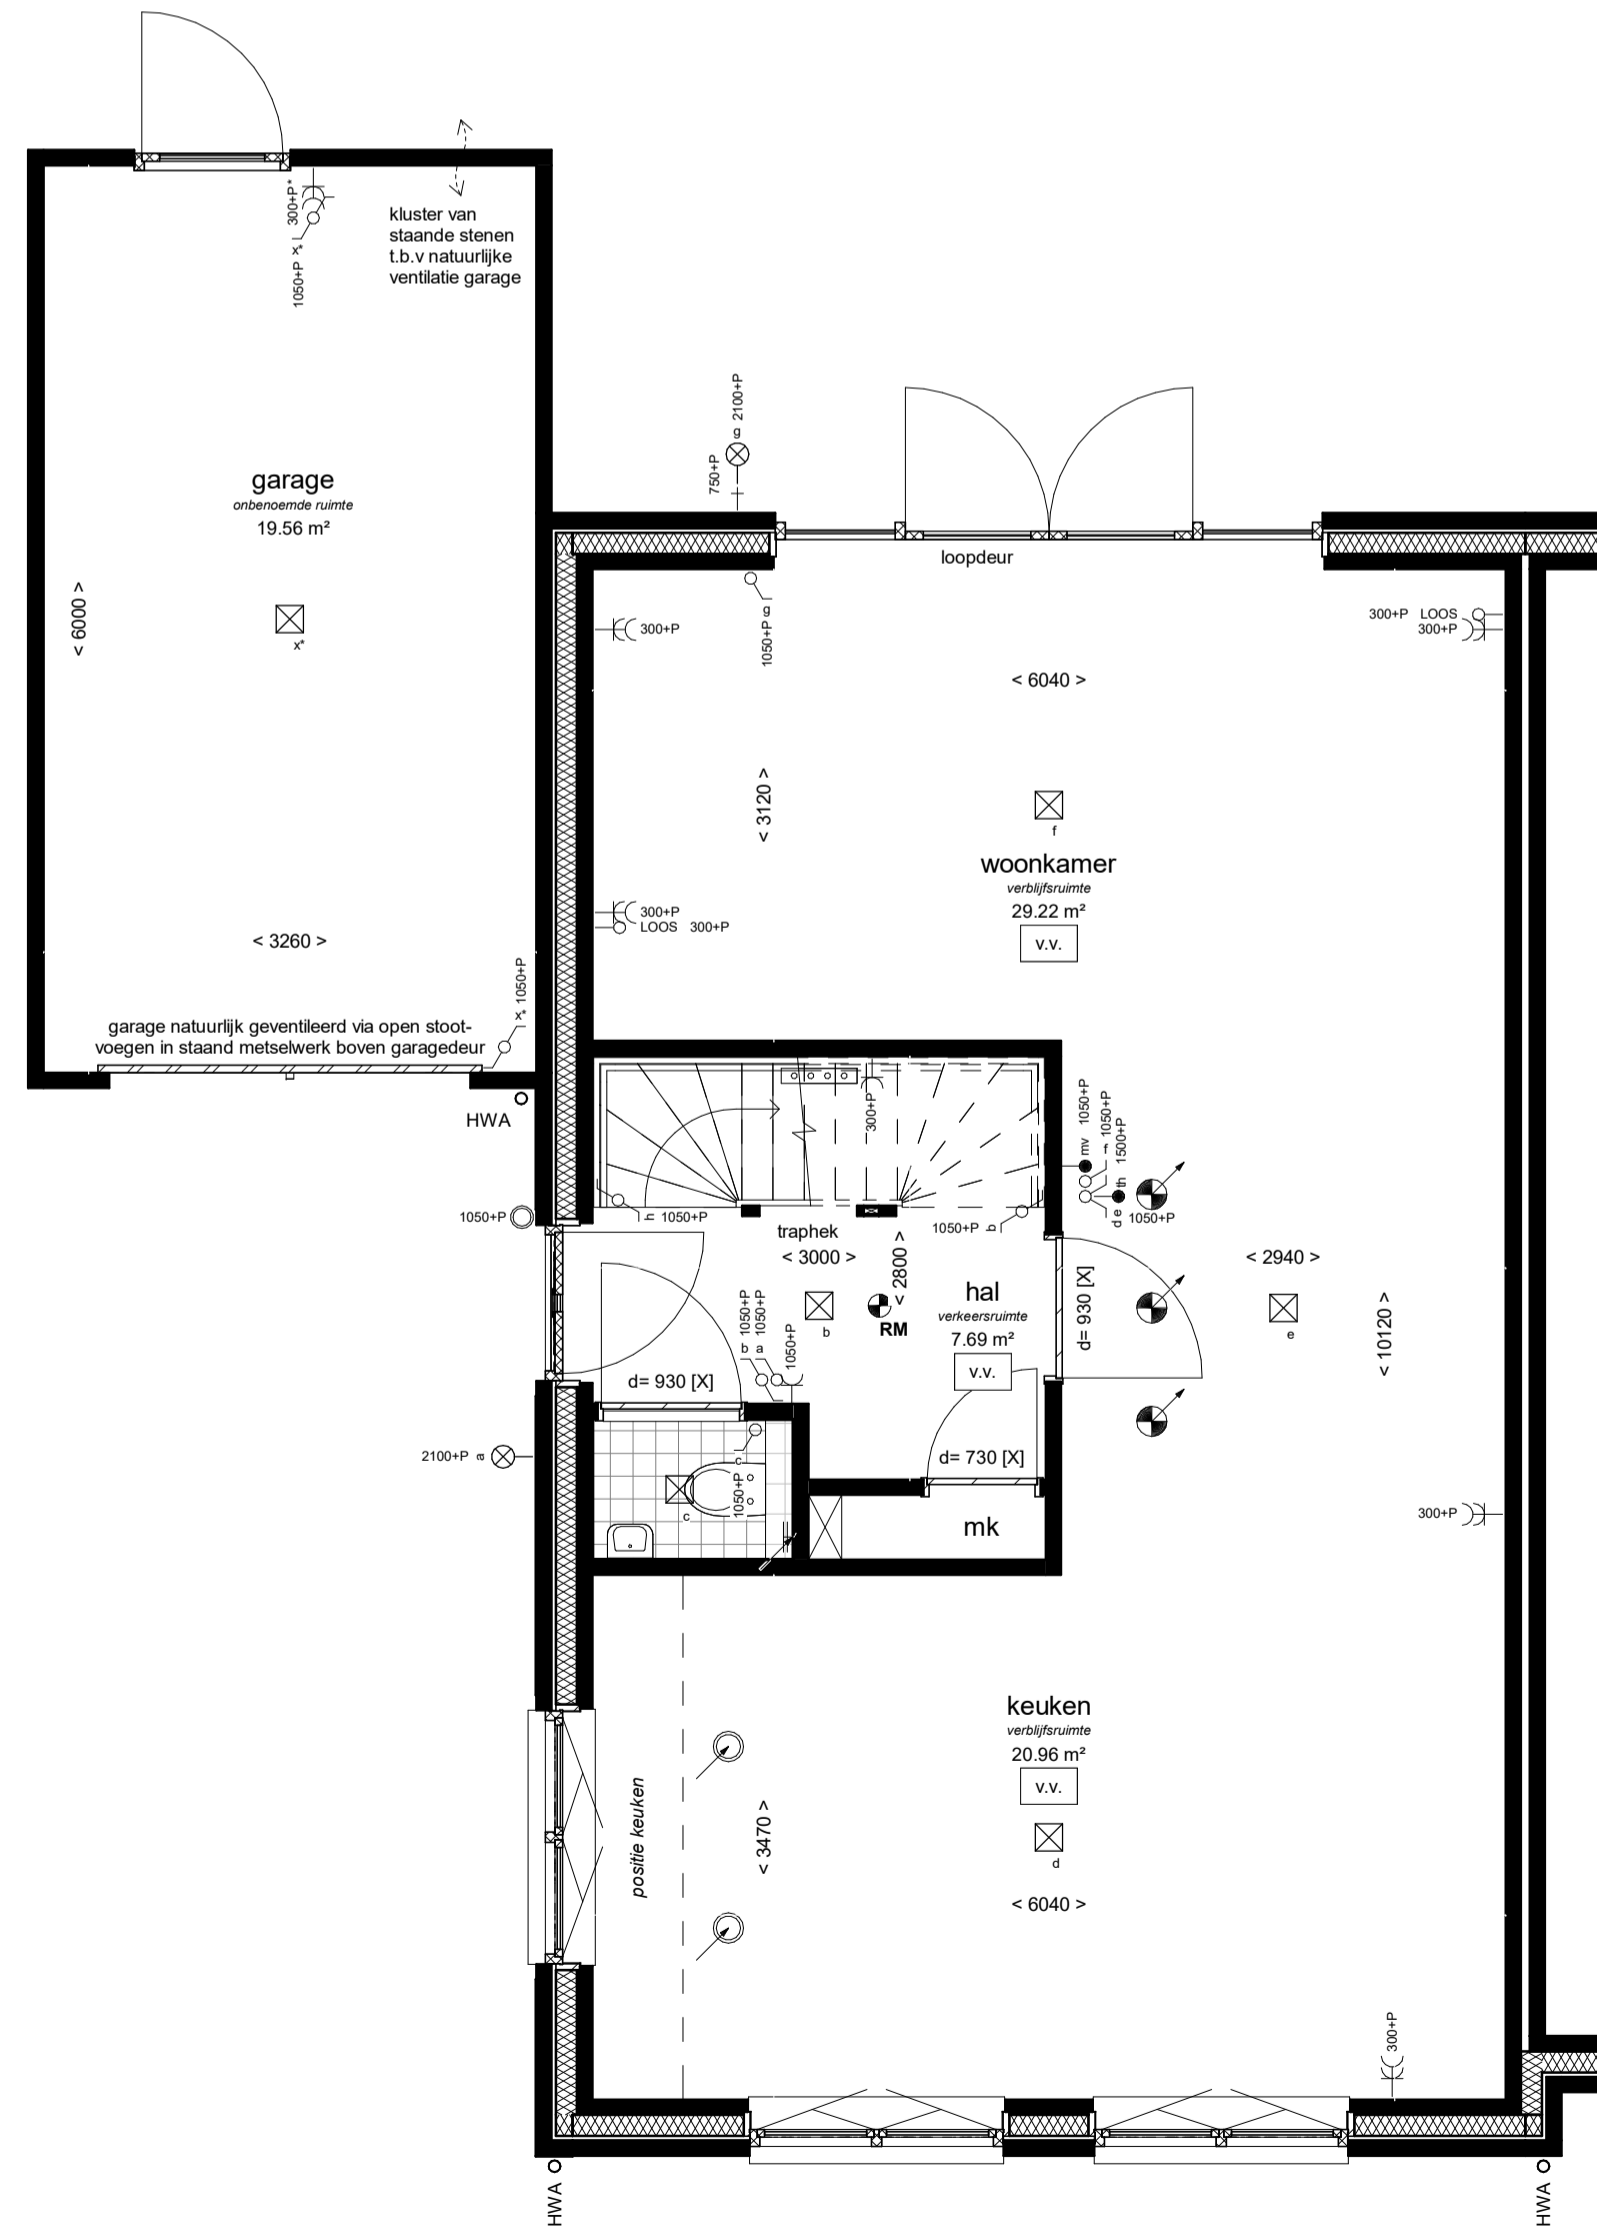 300+P*
1050+P x*
kluster van
staande stenen
t.b.v natuurlijke
ventilatie garage
garage
onbenoemde ruimte
19.56 m²
< 6000 >
x*
< 3260 >
x* 1050+P
garage natuurlijk geventileerd via open stoot-
voegen in staand metselwerk boven garagedeur
HWA
g 2100+P
750+P
loopdeur
g
1050+P
300+P
300+P LOOS
300+P
< 6040 >
< 3120 >
f
woonkamer
verblijfsruimte
29.22 m²
v.v.
300+P
LOOS 300+P
300+P
mv 1050+P
f 1050+P
th 1500+P
d e
1050+P
1050+P
h 1050+P
1050+P b
traphek
< 3000 >
< 2800 >
hal
verkeersruimte
7.69 m²
v.v.
RM
b
b 1050+P
a 1050+P
1050+P
d= 930 [X]
d= 930 [X]
< 2940 >
e
< 10120 >
2100+P a
c
1050+P
c
d= 730 [X]
mk
300+P
keuken
verblijfsruimte
20.96 m²
v.v.
d
positie keuken
< 3470 >
< 6040 >
300+P
HWA
HWA